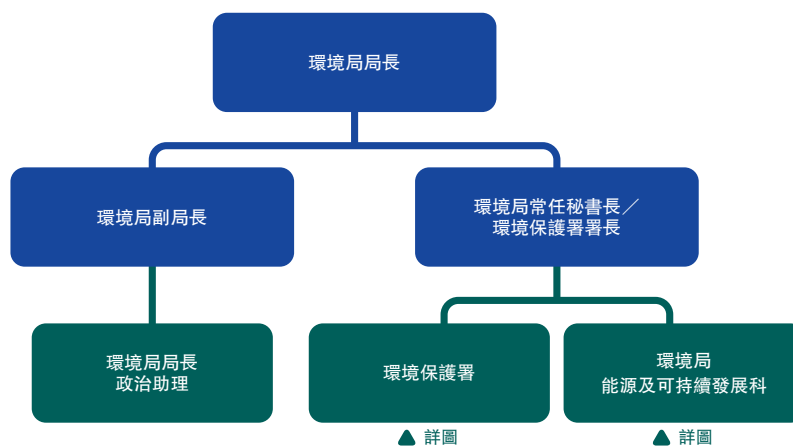 環境局局長
環境局副局長
環境局常任秘書長／
環境保護署署長
環境局局長
政治助理
環境保護署
環境局
能源及可持續發展科
詳圖
詳圖